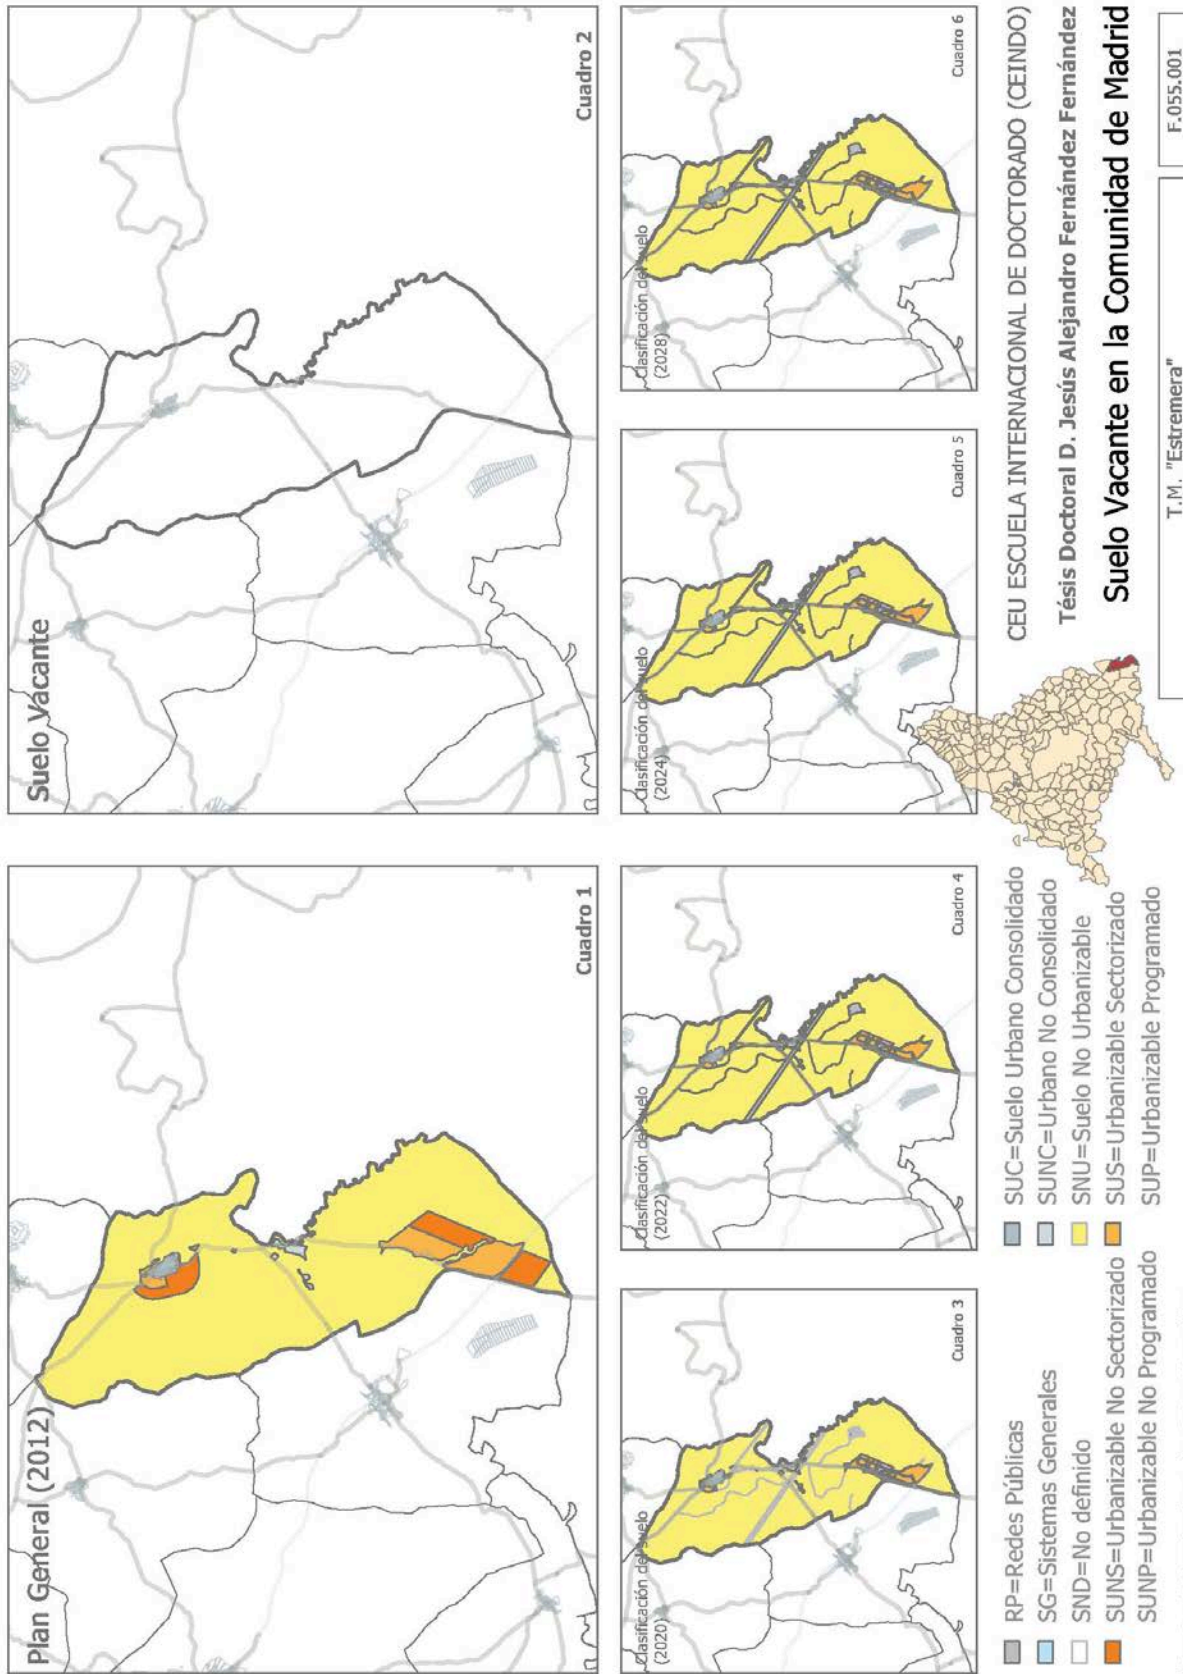 Plan General (2012)
Cuadro 1
Suelo Vacante
Cuadro 2
Clasificación del suelo
(2020)
Cuadro 3
Clasificación del suelo
(2022)
Cuadro 4
Clasificación del suelo
(2024)
Cuadro 5
Clasificación del suelo
(2028)
Cuadro 6
RP=Redes Públicas
SG=Sistemas Generales
SND=No definido
SUNS=Urbanizable No Sectorizado
SUNP=Urbanizable No Programado
SUC=Suelo Urbano Consolidado
SUNC=Urbano No Consolidado
SNU=Suelo No Urbanizable
SUS=Urbanizable Sectorizado
SUP=Urbanizable Programado
CEU ESCUELA INTERNACIONAL DE DOCTORADO (CEINDO)
Tésis Doctoral D. Jesús Alejandro Fernández Fernández
Suelo Vacante en la Comunidad de Madrid
T.M. "Estremera"
F.055.001